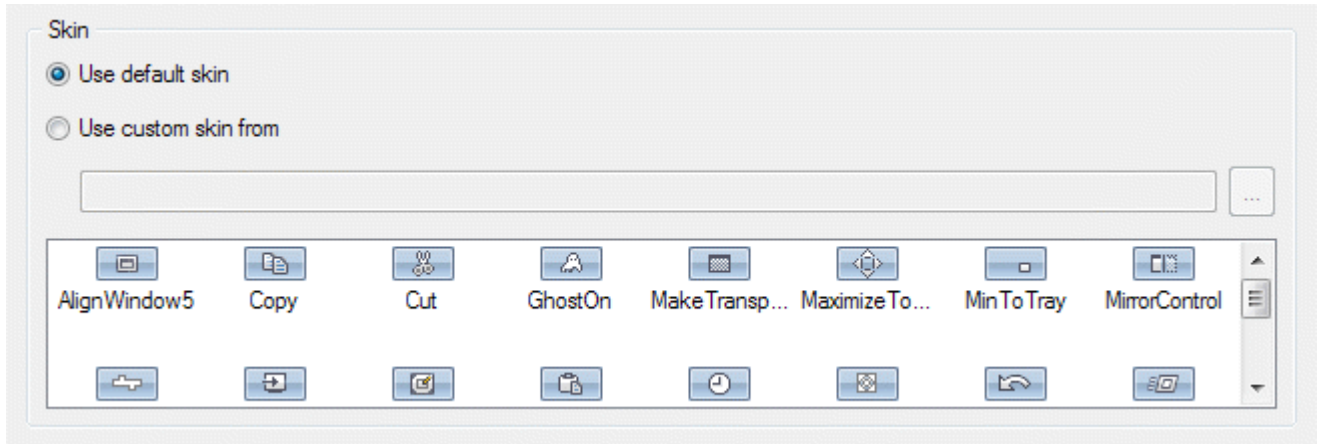 Skin
Use default skin
Use custom skin from
...
AlignWindow5 Copy Cut GhostOn MakeTransp... MaximizeTo... MinToTray MirrorControl